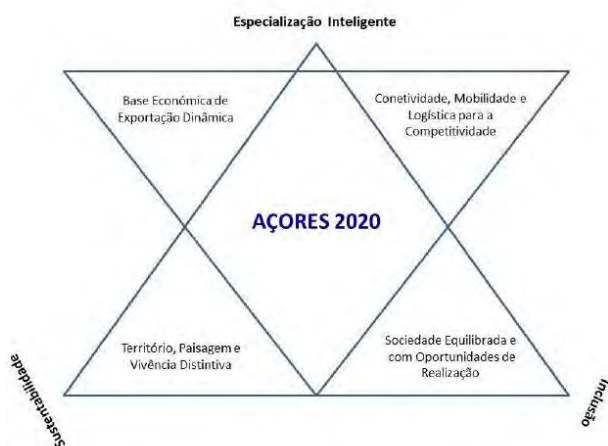 Especialização Inteligente
Base Económica de
Exportação Dinâmica
Conetividade, Mobilidade e
Logística para a
Competitividade
AÇORES 2020
Território, Paisagem e
Vivência Distintiva
Sociedade Equilibrada e
com Oportunidades de
Realização
Sustentabilidade
Inclusão